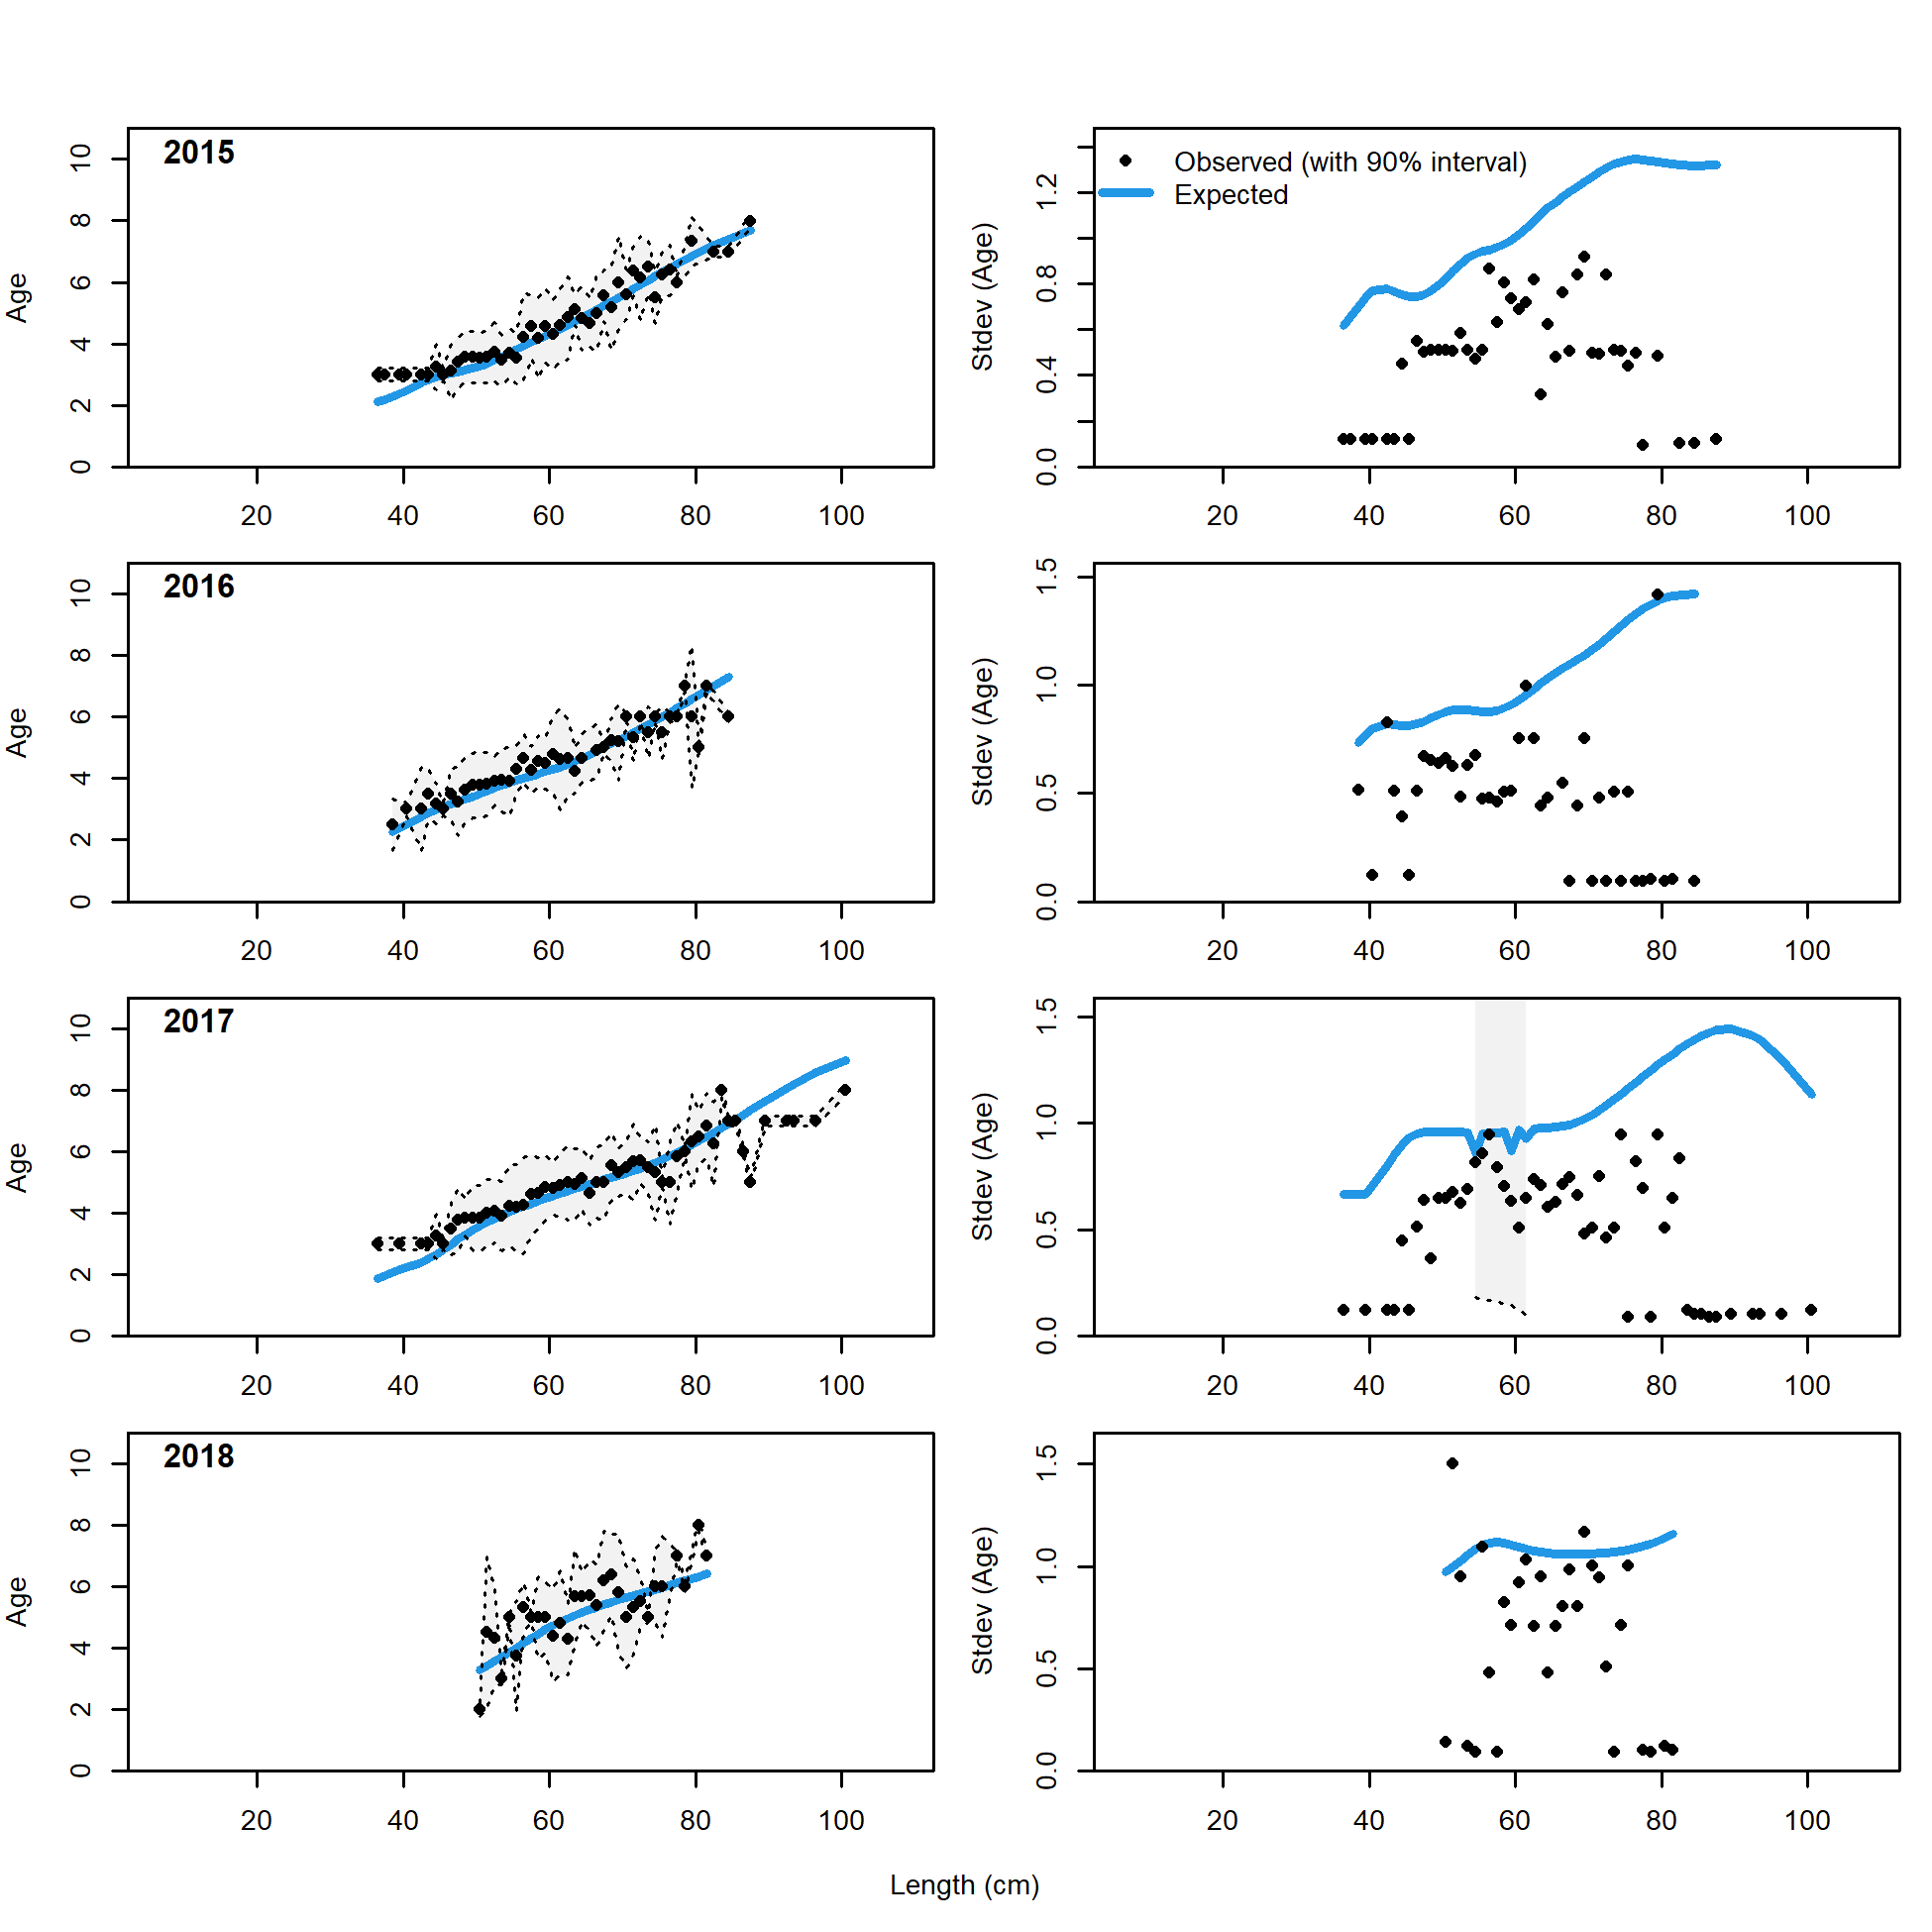 2015
Age
0 2 4 6 8 10
20 40 60 80 100
Observed (with 90% interval)
Expected
Stdev (Age)
0.0 0.4 0.8 1.2
20 40 60 80 100
2016
Age
0 2 4 6 8 10
20 40 60 80 100
Stdev (Age)
0.0 0.5 1.0 1.5
20 40 60 80 100
2017
Age
0 2 4 6 8 10
20 40 60 80 100
Stdev (Age)
0.0 0.5 1.0 1.5
20 40 60 80 100
2018
Age
0 2 4 6 8 10
20 40 60 80 100
Stdev (Age)
0.0 0.5 1.0 1.5
20 40 60 80 100
Length (cm)